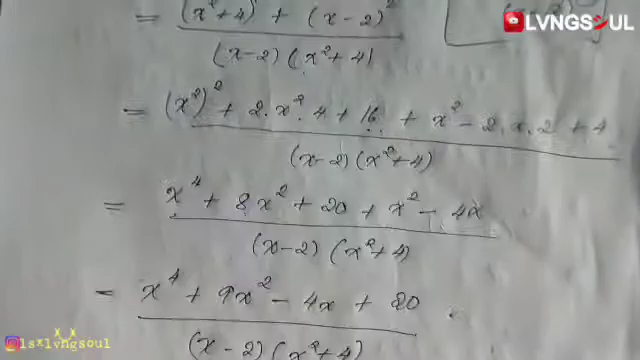 = (x²+4)² + (x-2)² / (x-2) (x²+4)
LVNGSOUL
= (x²)² + 2.x².4 + 16 + x² - 2.x.2 + 4 / (x-2) (x²+4)
= x⁴ + 8x² + 20 + x² - 4x / (x-2) (x²+4)
= x⁴ + 9x² - 4x + 20 / (x-2) (x²+4)
1sxlvngsoul